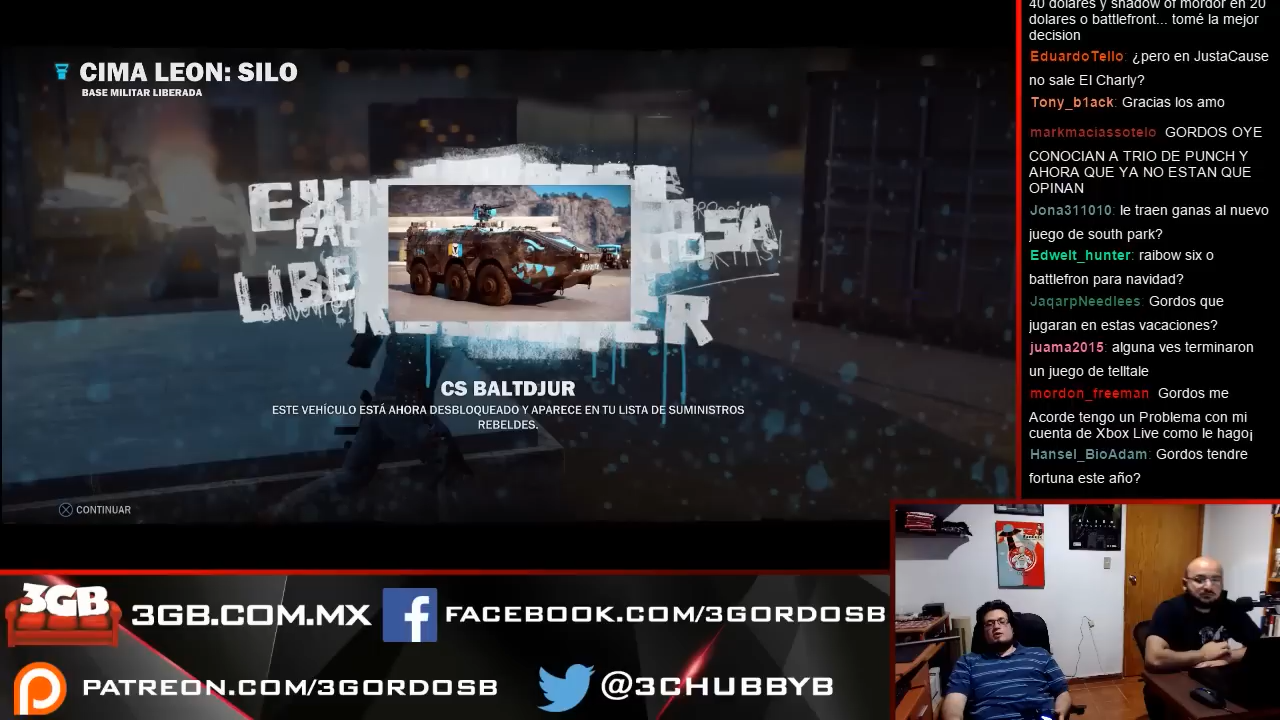 CIMA LEON: SILO
BASE MILITAR LIBERADA
LIBE
CS BALTDJUR
ESTE VEHÍCULO ESTÁ AHORA DESBLOQUEADO Y APARECE EN TU LISTA DE SUMINISTROS
REBELDES.
CONTINUAR
40 dolares y shadow of mordor en 20
dolares o battlefront... tomé la mejor
decision
EduardoTello: ¿pero en JustaCause
no sale El Charly?
Tony_b1ack: Gracias los amo
markmaciassotelo GORDOS OYE
CONOCIAN A TRIO DE PUNCH Y
AHORA QUE YA NO ESTAN QUE
OPINAN
Jona311010: le traen ganas al nuevo
juego de south park?
Edwelt_hunter: raibow six o
battlefron para navidad?
JaqarpNeedlees: Gordos que
jugaran en estas vacaciones?
juama2015: alguna ves terminaron
un juego de telltale
mordon_freeman Gordos me
Acorde tengo un Problema con mi
cuenta de Xbox Live como le hago¡
Hansel_BioAdam: Gordos tendre
fortuna este año?
3GB
3GB.COM.MX
FACEBOOK.COM/3GORDOSB
PATREON.COM/3GORDOSB
@3CHUBBYB